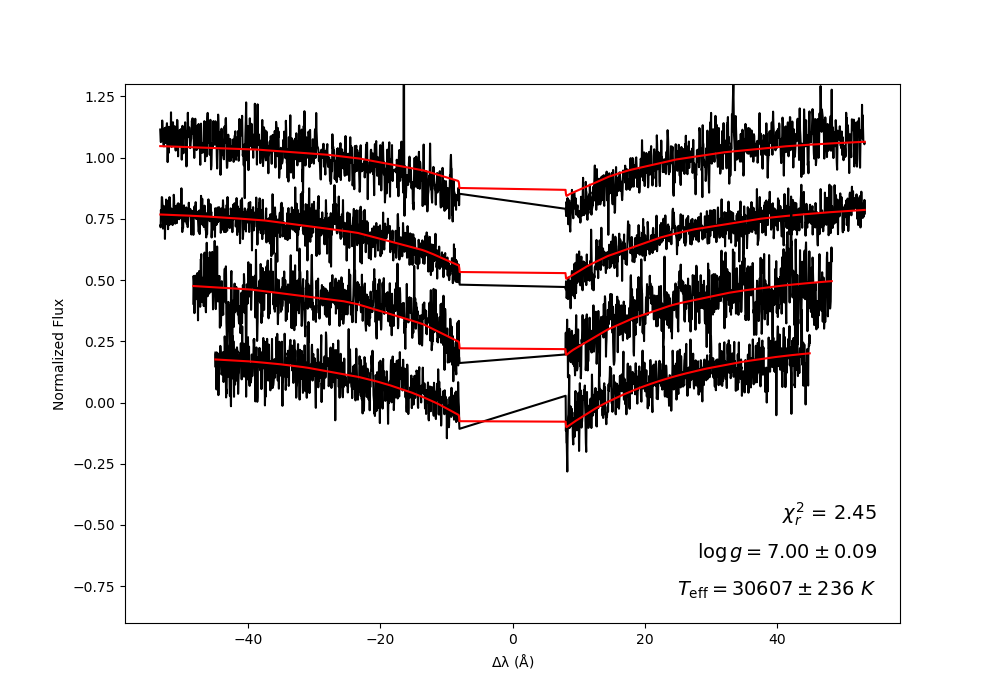 1.25
1.00
0.75
0.50
0.25
0.00
−0.25
−0.50
−0.75
Normalized Flux
χ²ᵣ = 2.45
log g = 7.00 ± 0.09
T_eff = 30607 ± 236 K
−40 −20 0 20 40
Δλ (Å)